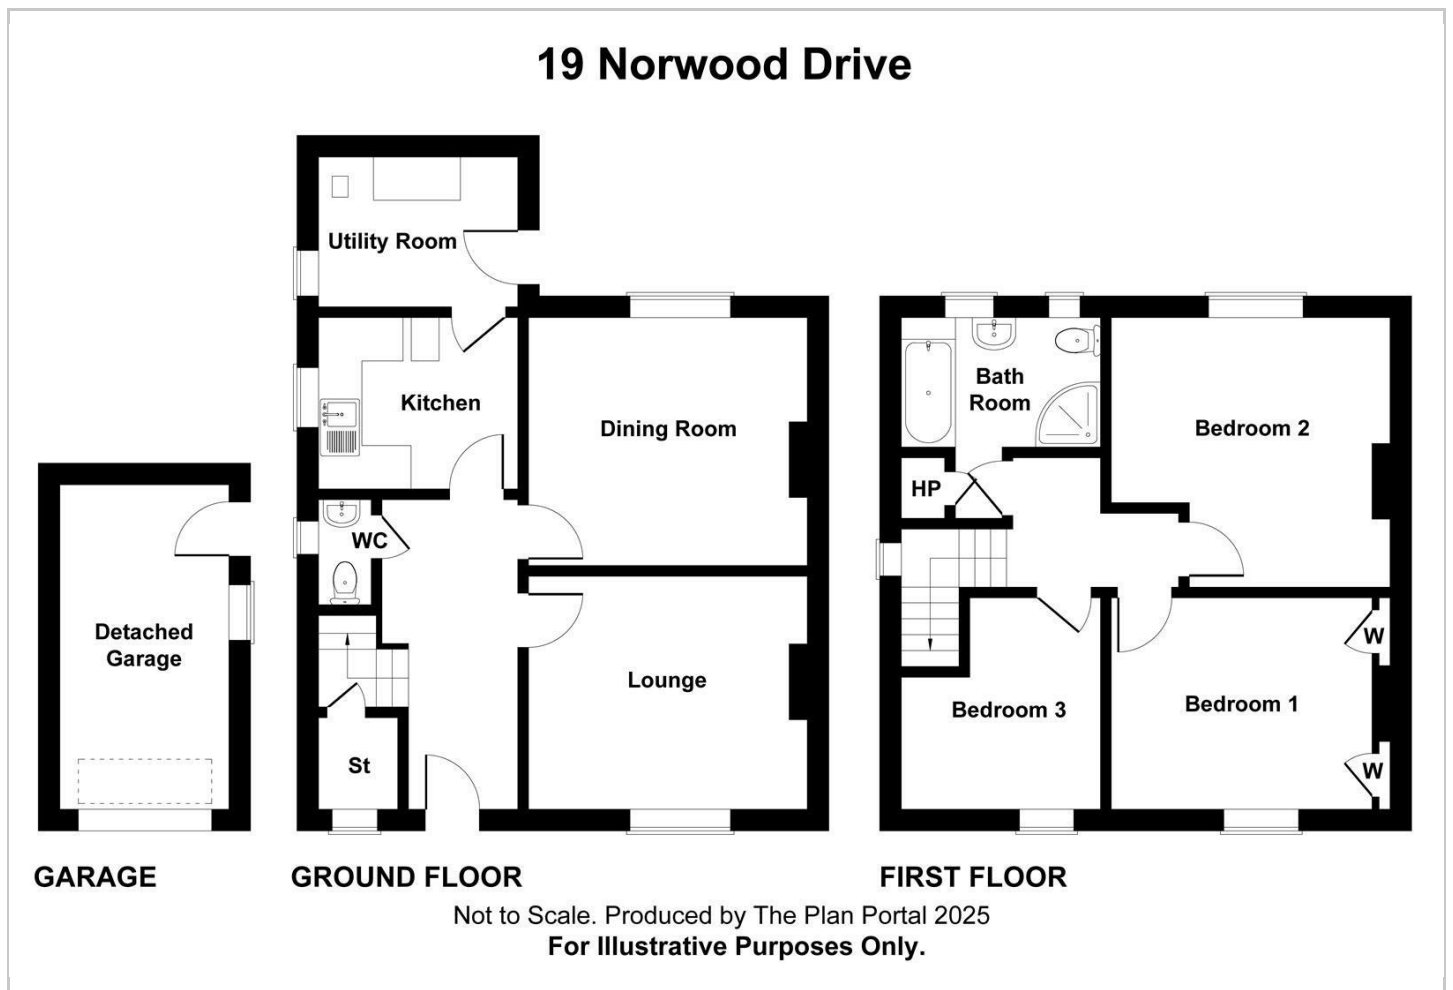 19 Norwood Drive
Utility Room
Kitchen
Dining Room
WC
Lounge
St
Detached
Garage
Bath
Room
HP
Bedroom 2
Bedroom 3
Bedroom 1
W
W
GARAGE
GROUND FLOOR
FIRST FLOOR
Not to Scale. Produced by The Plan Portal 2025
For Illustrative Purposes Only.